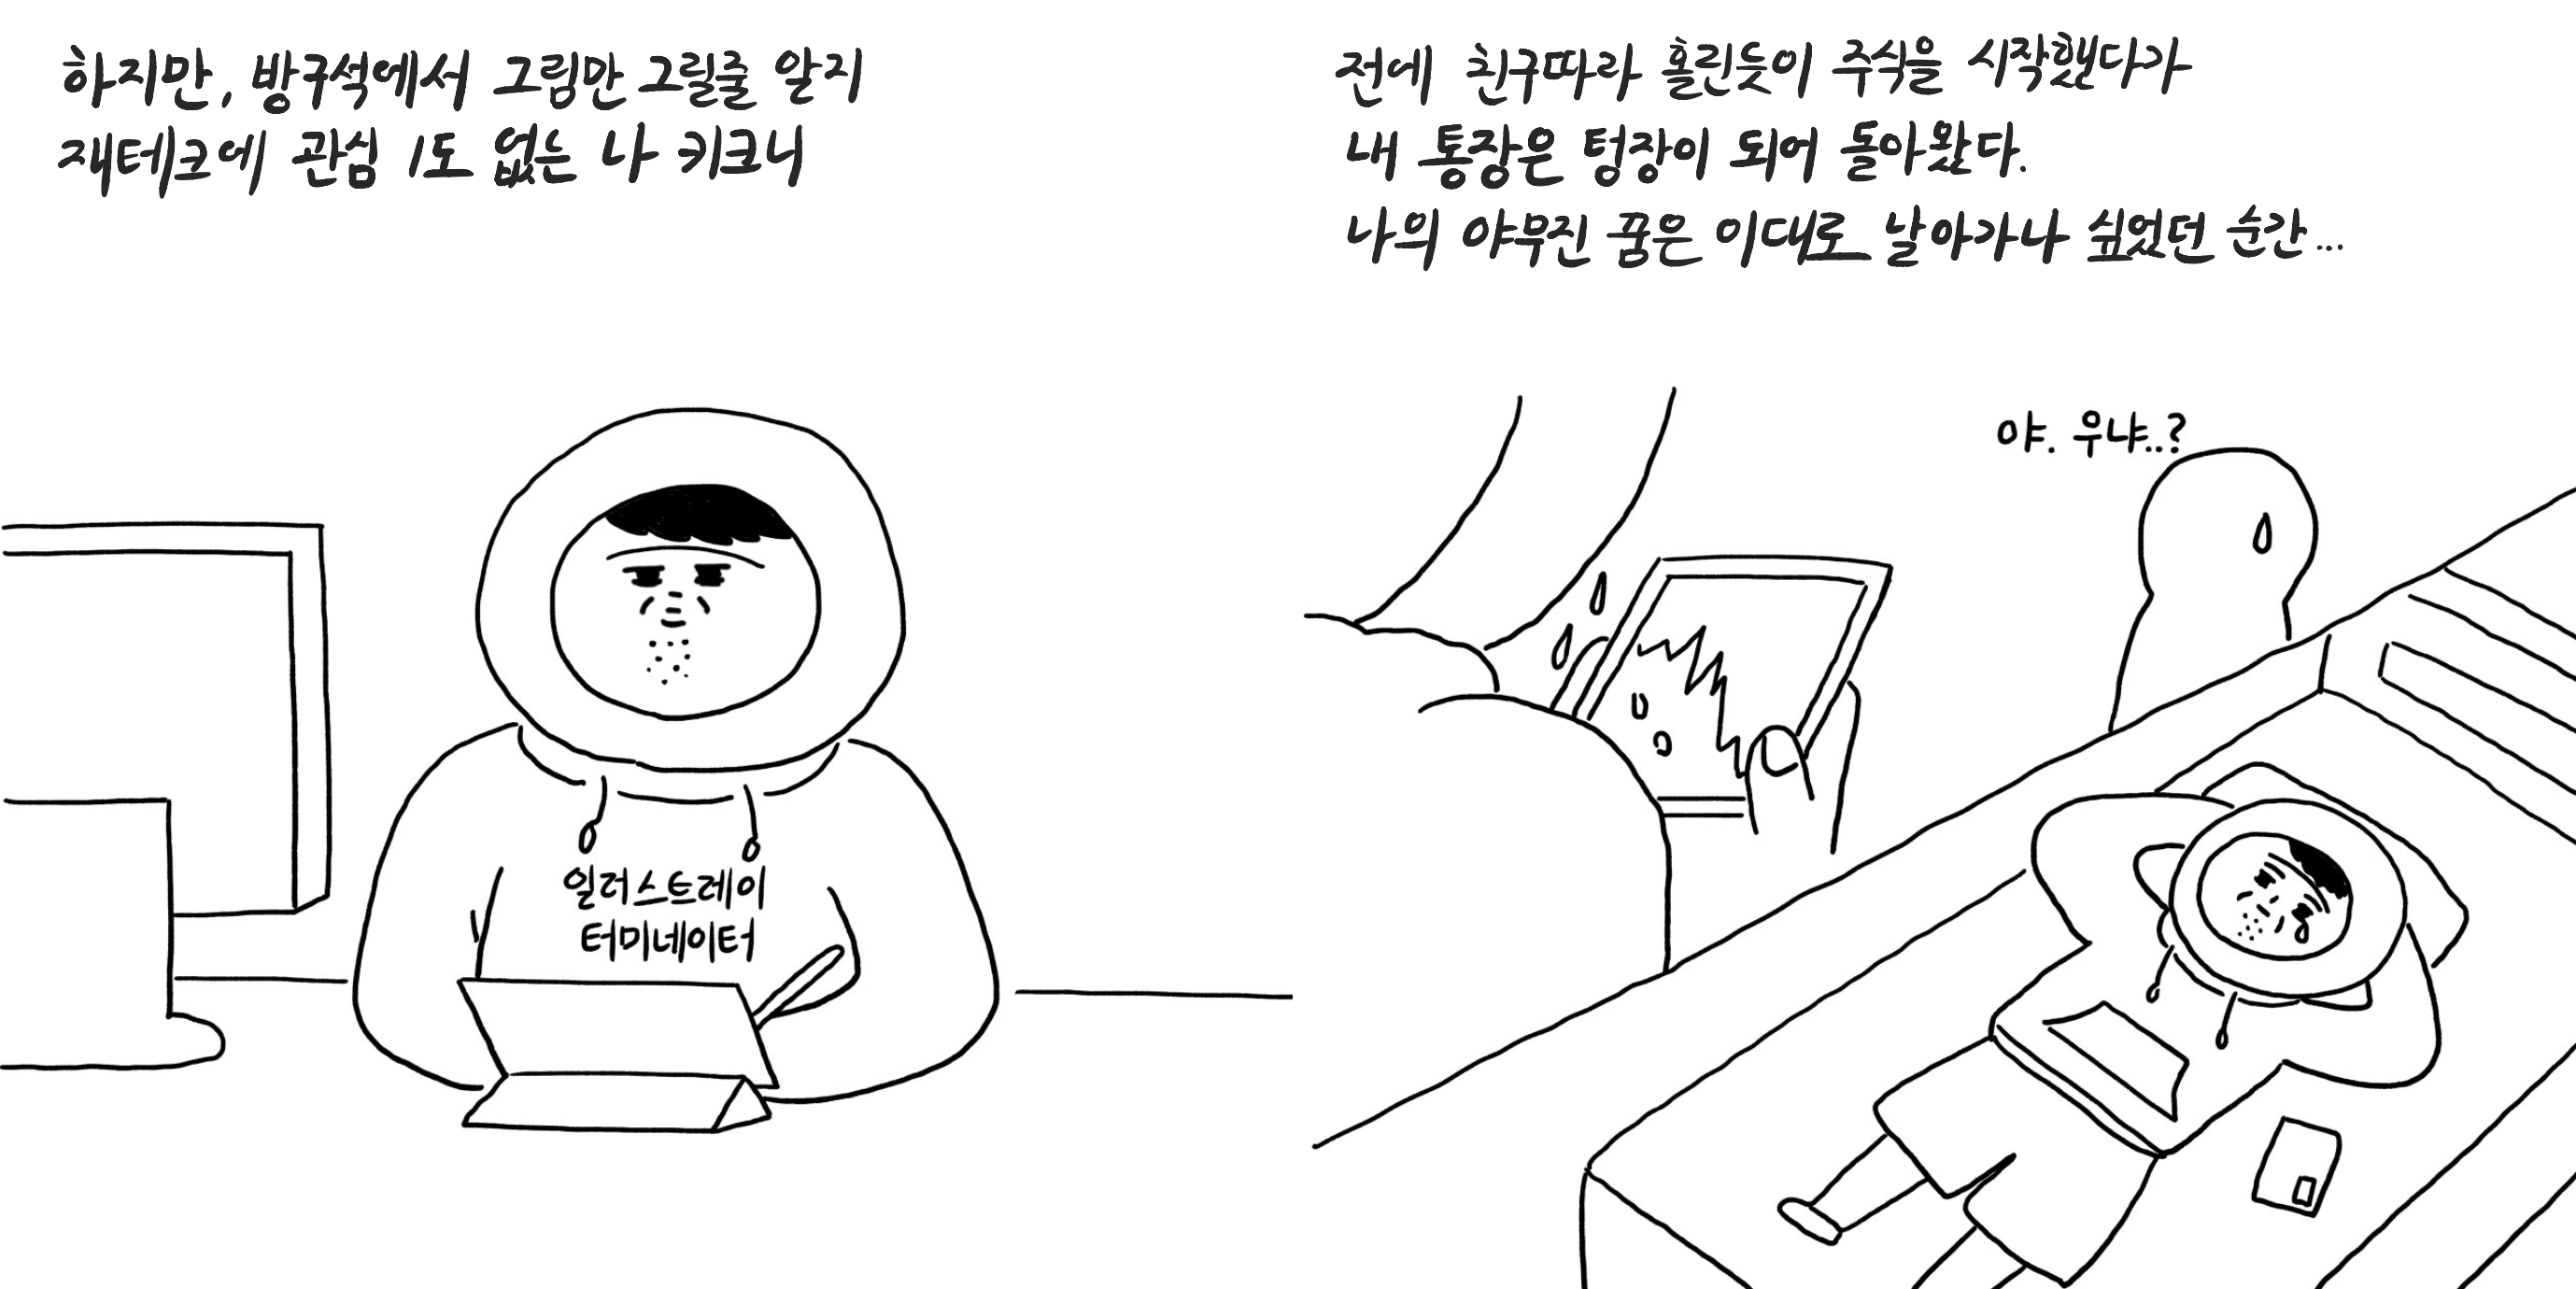 하지만, 방구석에서 그림만 그릴줄 알지
재테크에 관심 1도 없는 나 키크니
일러스트레이
터미네이터
전에 친구따라 홀린듯이 주식을 시작했다가
내 통장은 텅장이 되어 돌아왔다.
나의 야무진 꿈은 이대로 날아가나 싶었던 순간...
야. 우냐..?